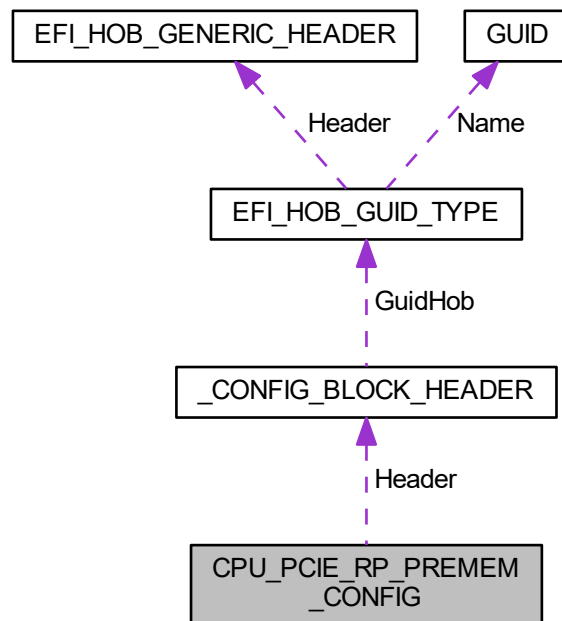 EFI_HOB_GENERIC_HEADER
GUID
Header
Name
EFI_HOB_GUID_TYPE
GuidHob
_CONFIG_BLOCK_HEADER
Header
CPU_PCIE_RP_PREMEM
_CONFIG